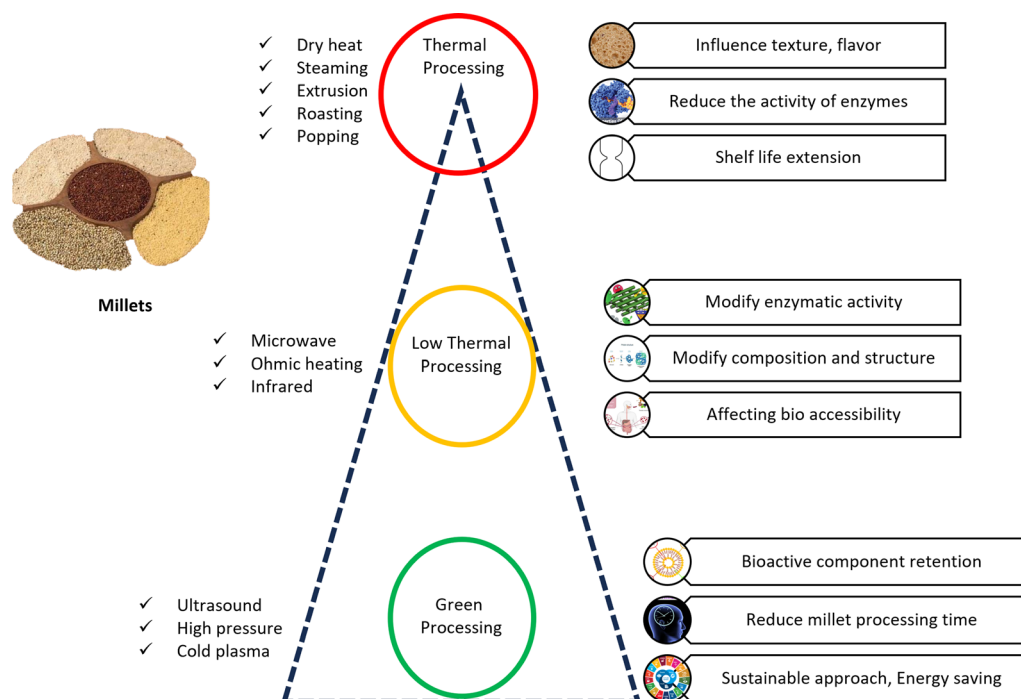 Dry heat
Steaming
Extrusion
Roasting
Popping
Thermal
Processing
Influence texture, flavor
Reduce the activity of enzymes
Shelf life extension
Millets
Microwave
Ohmic heating
Infrared
Low Thermal
Processing
Modify enzymatic activity
Modify composition and structure
Affecting bio accessibility
Ultrasound
High pressure
Cold plasma
Green
Processing
Bioactive component retention
Reduce millet processing time
Sustainable approach, Energy saving